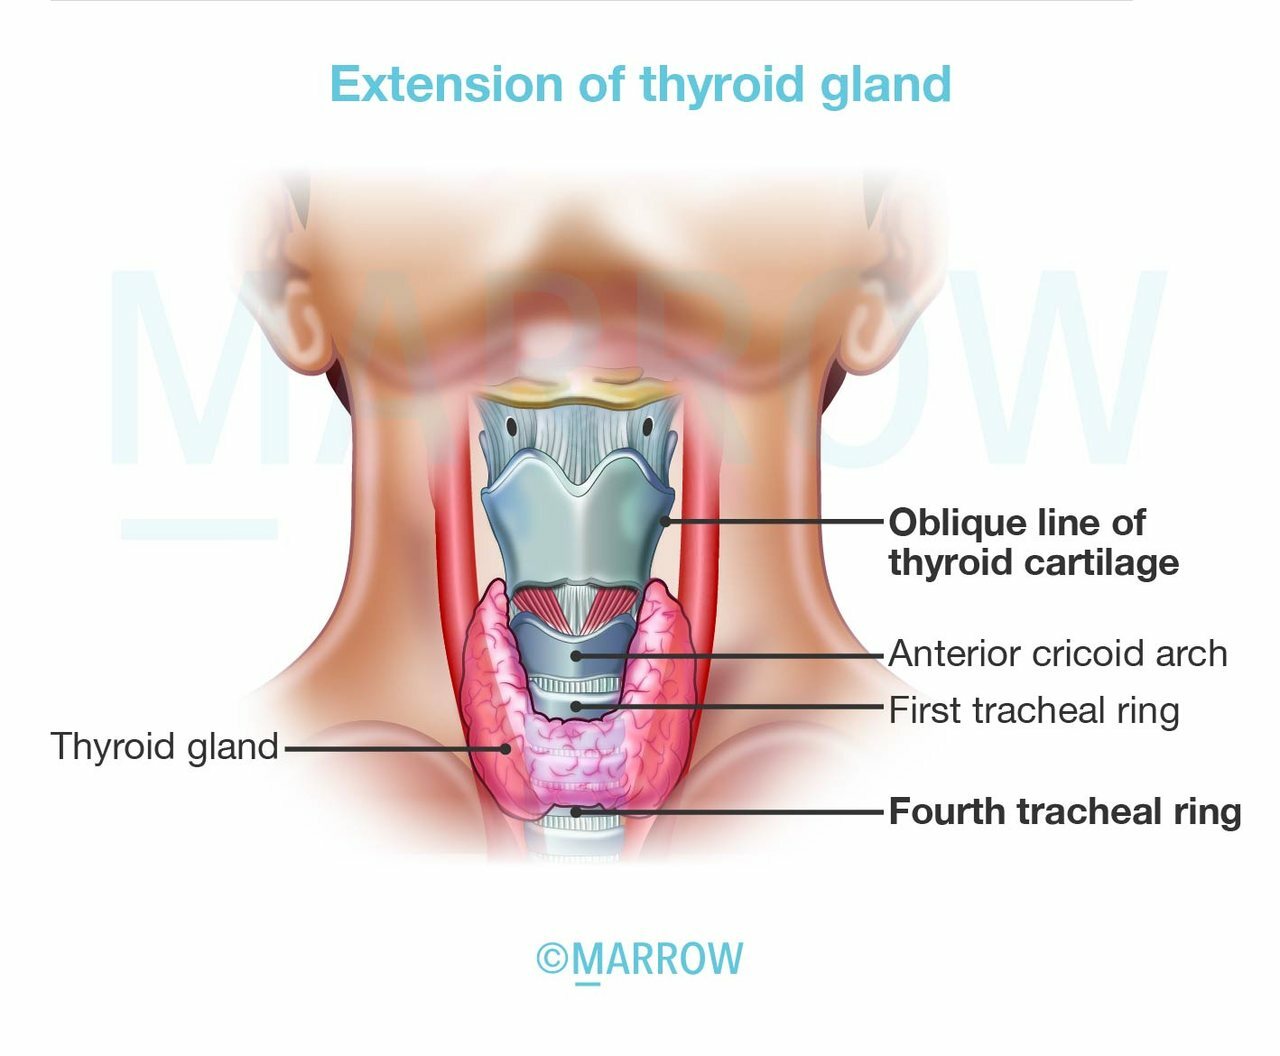 Extension of thyroid gland
MARROW
Oblique line of
thyroid cartilage
Anterior cricoid arch
First tracheal ring
Thyroid gland
Fourth tracheal ring
©MARROW